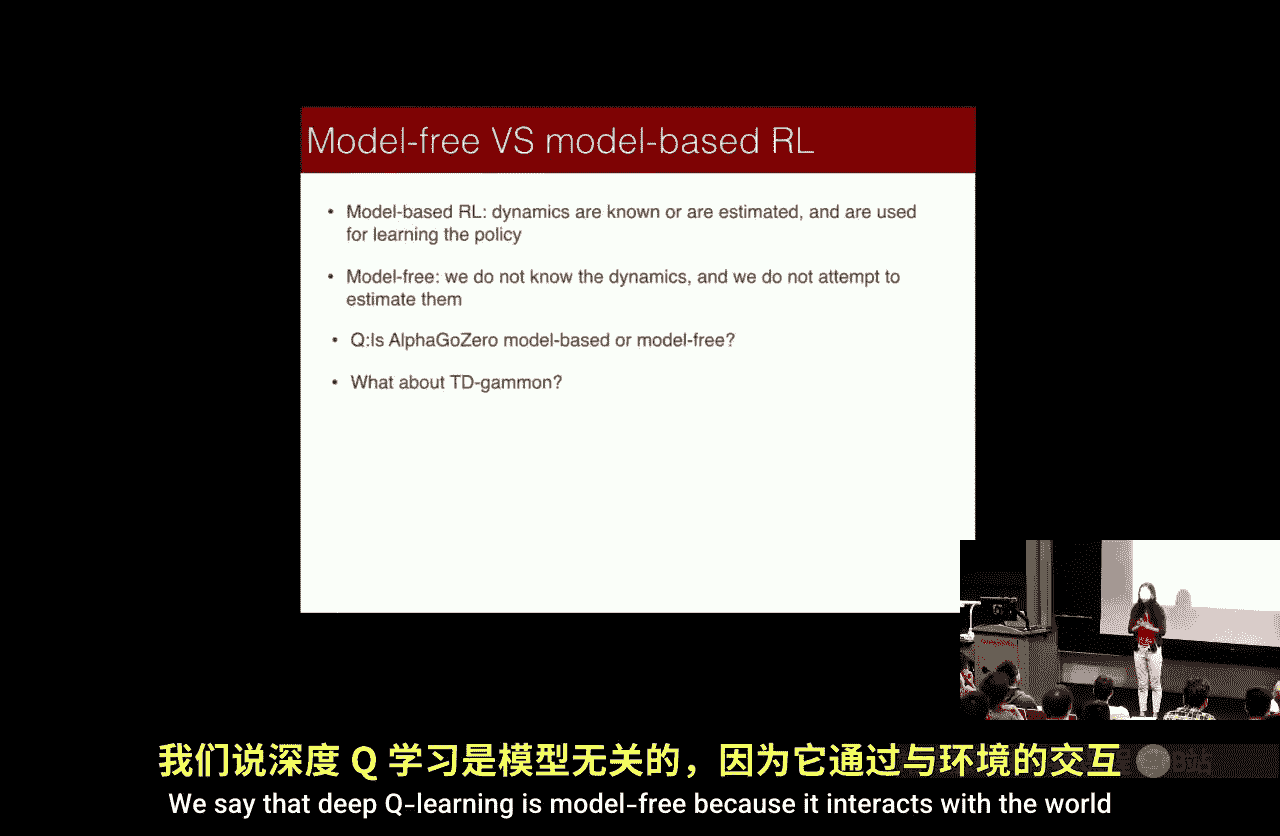 Model-free VS model-based RL
• Model-based RL: dynamics are known or are estimated, and are used
for learning the policy
• Model-free: we do not know the dynamics, and we do not attempt to
estimate them
• Q:Is AlphaGoZero model-based or model-free?
• What about TD-gammon?
我们说深度 Q 学习是模型无关的，因为它通过与环境的交互
We say that deep Q-learning is model-free because it interacts with the world